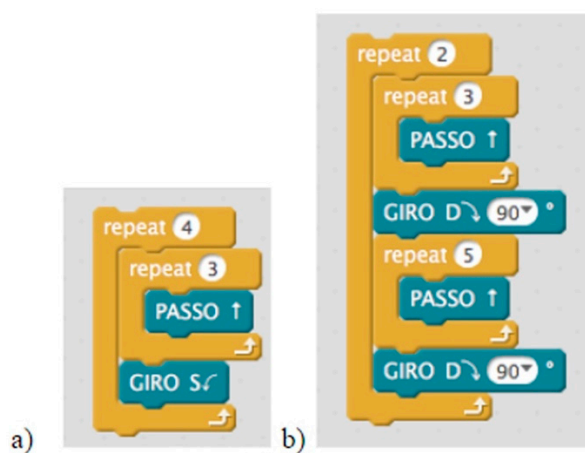 repeat 4
repeat 3
PASSO ↑
GIRO S↙
a)
repeat 2
repeat 3
PASSO ↑
GIRO D↘ 90▼ °
repeat 5
PASSO ↑
GIRO D↘ 90▼ °
b)